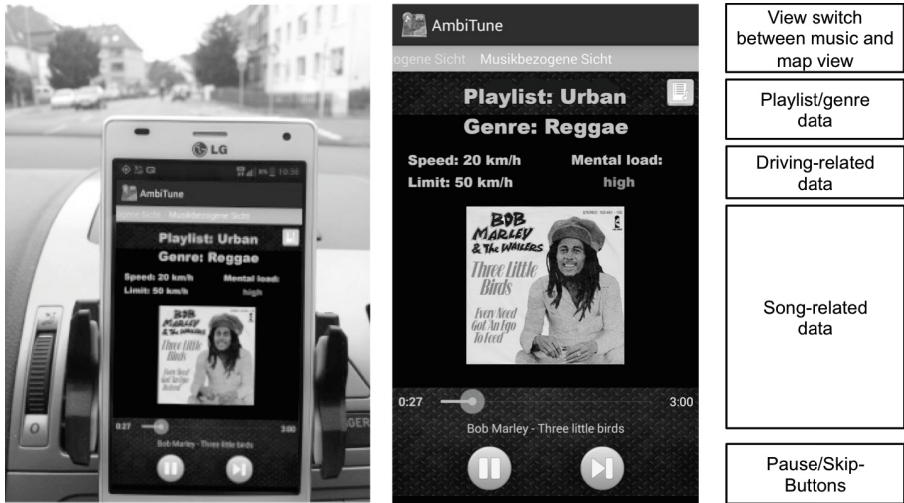 LG
10:36
AmbiTune
ogene Sicht Musikbezogene Sicht
Playlist: Urban
Genre: Reggae
Speed: 20 km/h Mental load:
Limit: 50 km/h high
BOB
MARLEY
& THE WAILERS
Three Little
Birds
Every Need
Got An Ego
To Feed
0:27 3:00
Bob Marley - Three little birds
AmbiTune
ogene Sicht Musikbezogene Sicht
Playlist: Urban
Genre: Reggae
Speed: 20 km/h Mental load:
Limit: 50 km/h high
BOB
MARLEY
& THE WAILERS
Three Little
Birds
Every Need
Got An Ego
To Feed
0:27 3:00
Bob Marley - Three little birds
View switch
between music and
map view
Playlist/genre
data
Driving-related
data
Song-related
data
Pause/Skip-
Buttons